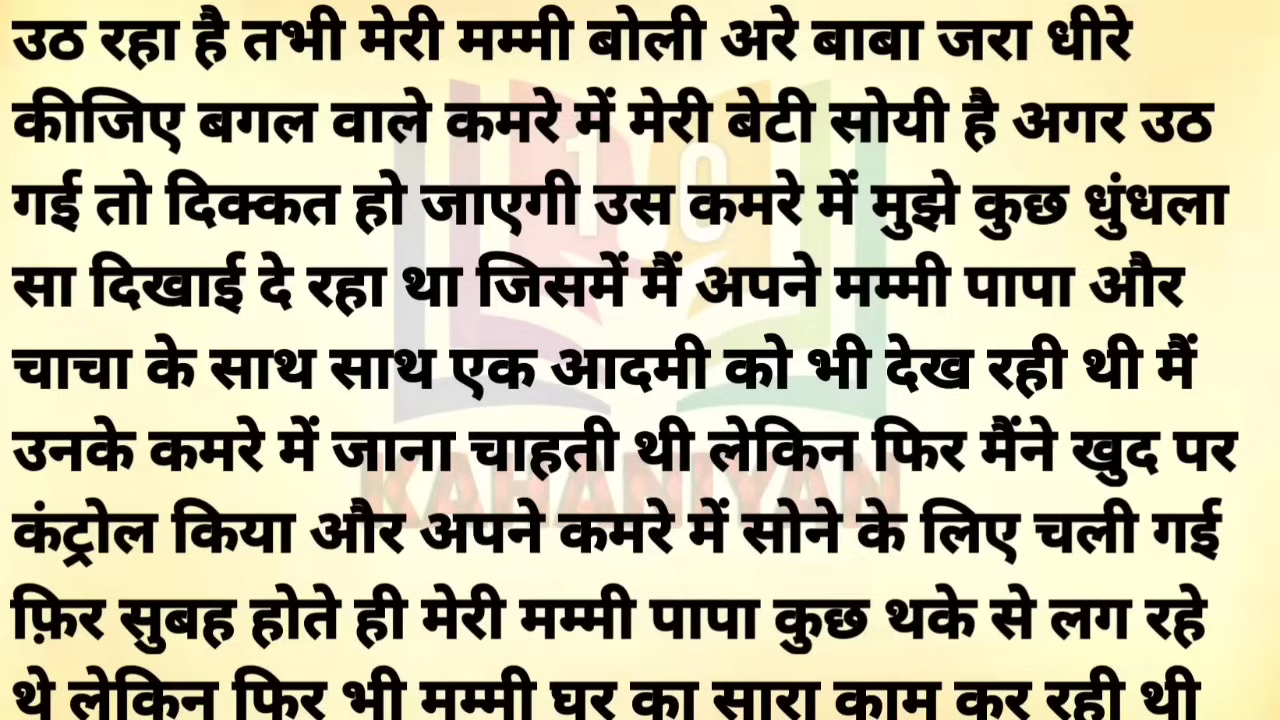 उठ रहा है तभी मेरी मम्मी बोली अरे बाबा जरा धीरे
कीजिए बगल वाले कमरे में मेरी बेटी सोयी है अगर उठ
गई तो दिक्कत हो जाएगी उस कमरे में मुझे कुछ धुंधला
सा दिखाई दे रहा था जिसमें मैं अपने मम्मी पापा और
चाचा के साथ साथ एक आदमी को भी देख रही थी मैं
उनके कमरे में जाना चाहती थी लेकिन फिर मैंने खुद पर
कंट्रोल किया और अपने कमरे में सोने के लिए चली गई
फ़िर सुबह होते ही मेरी मम्मी पापा कुछ थके से लग रहे
थे लेकिन फिर भी मम्मी घर का सारा काम कर रही थी
KAHANIYAN